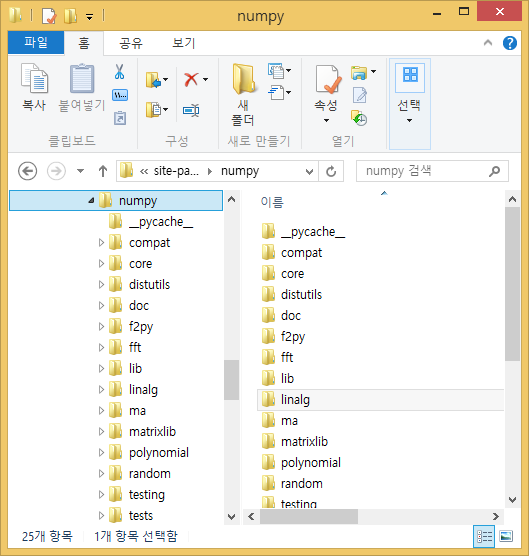 numpy
파일 홈 공유 보기
복사 붙여넣기 새 폴더 속성 선택
클립보드 구성 새로 만들기 열기
« site-pa... numpy numpy 검색
numpy
__pycache__
compat
core
distutils
doc
f2py
fft
lib
linalg
ma
matrixlib
polynomial
random
testing
tests
이름
__pycache__
compat
core
distutils
doc
f2py
fft
lib
linalg
ma
matrixlib
polynomial
random
testing
25개 항목 1개 항목 선택함